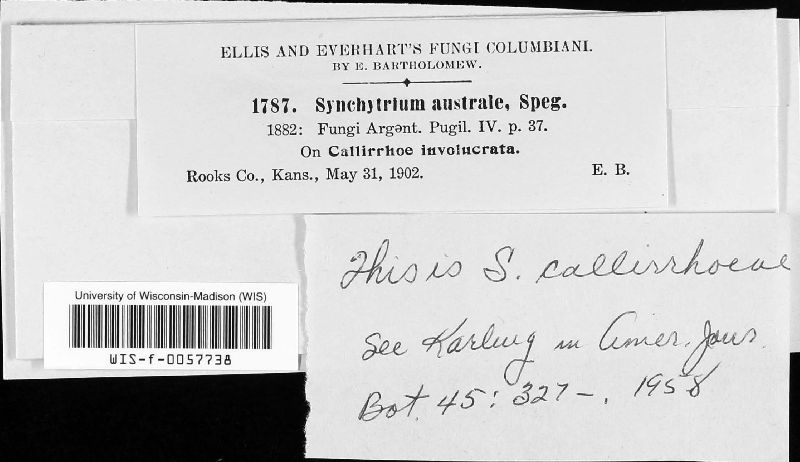 ELLIS AND EVERHART'S FUNGI COLUMBIANI.
BY E. BARTHOLOMEW.
1787. Synchytrium australe, Speg.
1882: Fungi Argent. Pugil. IV. p. 37.
On Callirrhoe involucrata.
Rooks Co., Kans., May 31, 1902. E. B.
This is S. callirrhoeae
See Karling in Amer. Jour.
Bot. 45: 327 –. 1958
University of Wisconsin-Madison (WIS)
WIS-f-0057738